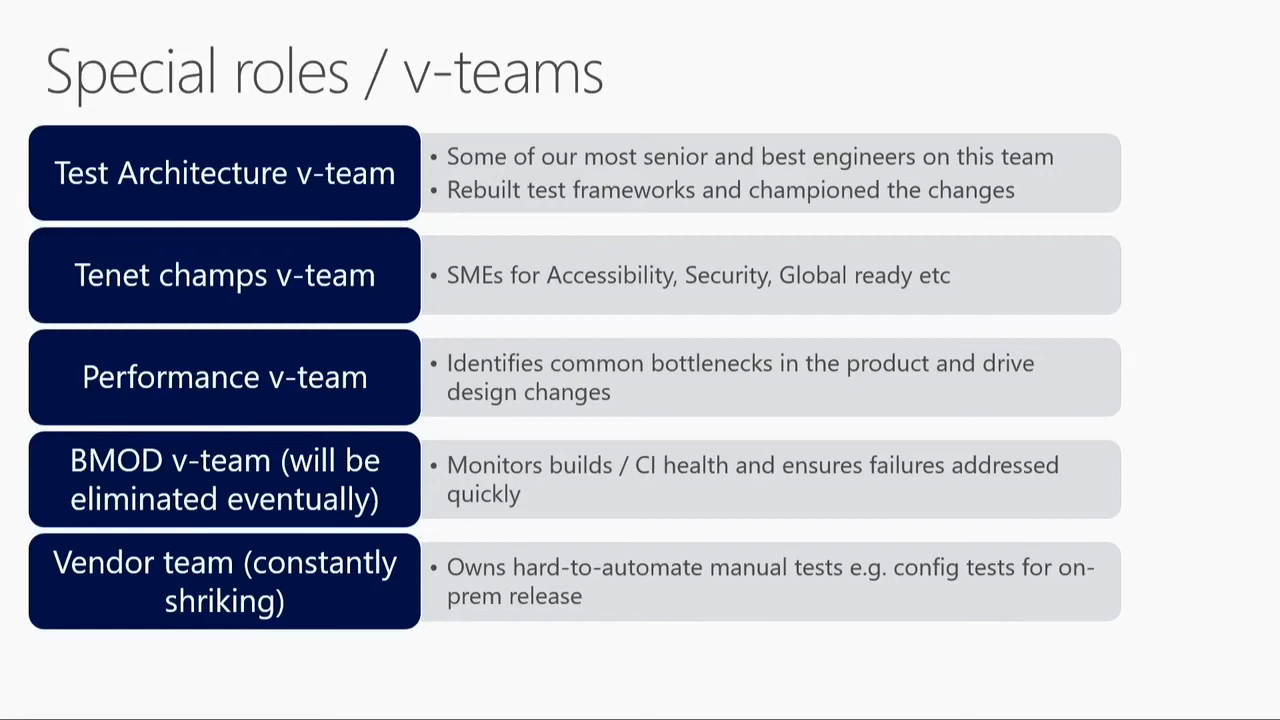 Special roles / v-teams
Test Architecture v-team
• Some of our most senior and best engineers on this team
• Rebuilt test frameworks and championed the changes
Tenet champs v-team
• SMEs for Accessibility, Security, Global ready etc
Performance v-team
• Identifies common bottlenecks in the product and drive
design changes
BMOD v-team (will be
eliminated eventually)
• Monitors builds / CI health and ensures failures addressed
quickly
Vendor team (constantly
shriking)
• Owns hard-to-automate manual tests e.g. config tests for on-
prem release